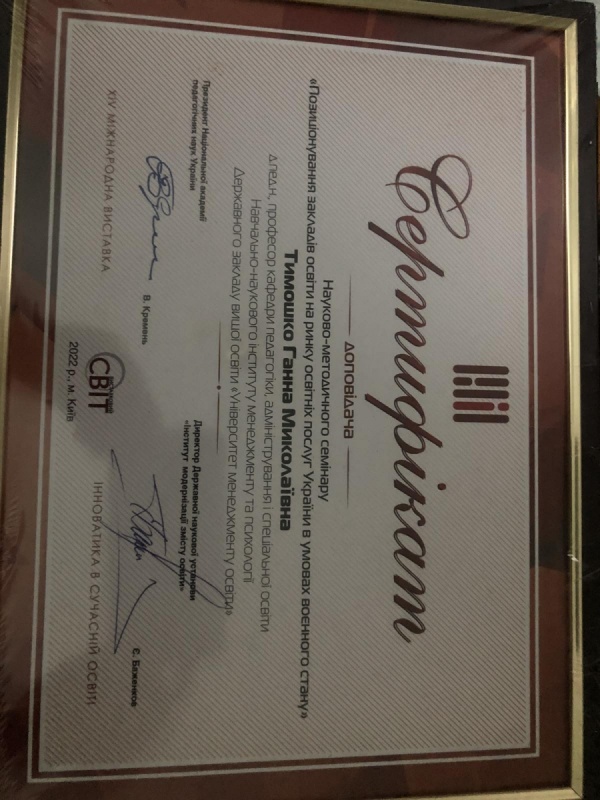 Сертифікат
доповідача
Науково-методичного семінару
«Позиціонування закладів освіти на ринку освітніх послуг України в умовах воєнного стану»
Тимошко Ганна Миколаївна
д.пед.н., професор кафедри педагогіки, адміністрування і спеціальної освіти
Навчально-наукового інституту менеджменту та психології
Державного закладу вищої освіти «Університет менеджменту освіти»
Президент Національної академії
педагогічних наук України
В. Кремень
Директор Державної наукової установи
«Інститут модернізації змісту освіти»
Є. Баженков
XIV МІЖНАРОДНА ВИСТАВКА
СВІТ
2022 р., м. Київ
ІННОВАТИКА В СУЧАСНІЙ ОСВІТІ